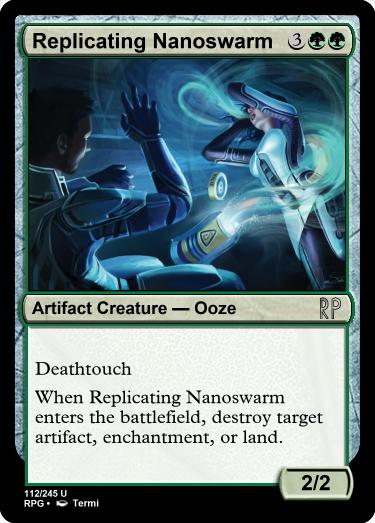 Replicating Nanoswarm 3
Artifact Creature — Ooze RP
Deathtouch
When Replicating Nanoswarm
enters the battlefield, destroy target
artifact, enchantment, or land.
2/2
112/245 U
RPG • Termi